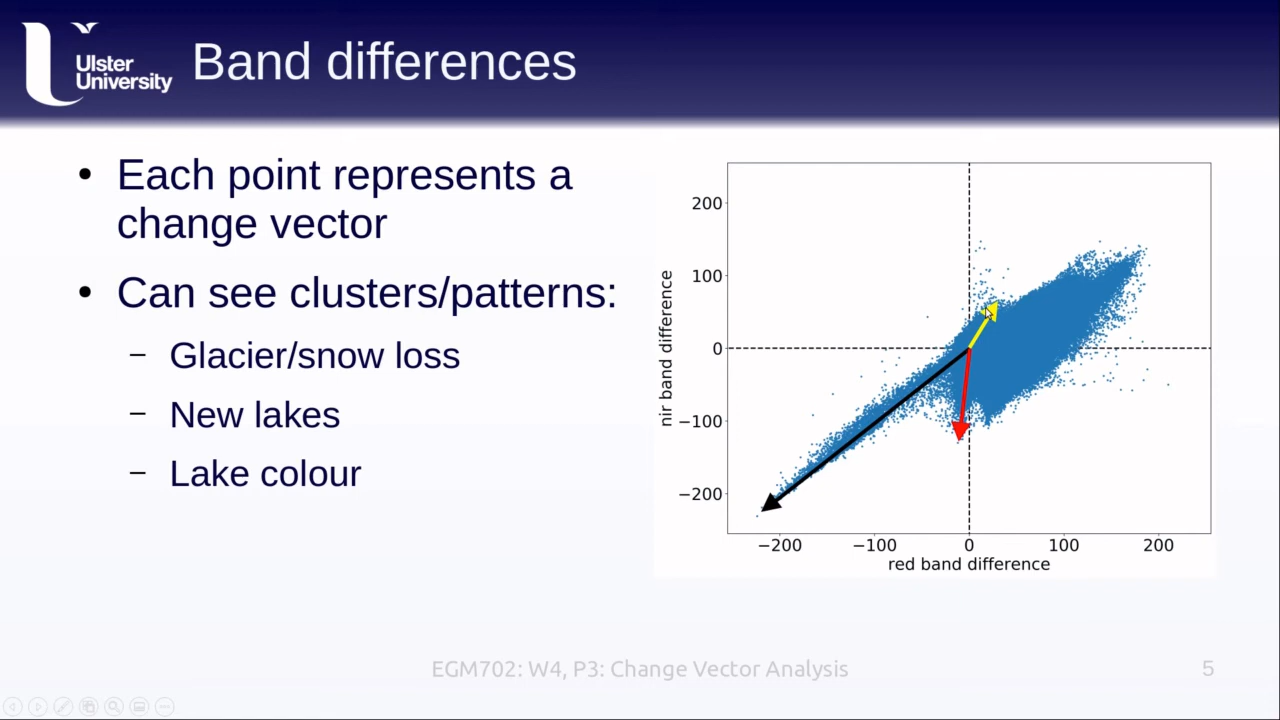 Ulster
University
Band differences
• Each point represents a
change vector
• Can see clusters/patterns:
– Glacier/snow loss
– New lakes
– Lake colour
200
100
0
−100
−200
nir band difference
−200 −100 0 100 200
red band difference
EGM702: W4, P3: Change Vector Analysis
5